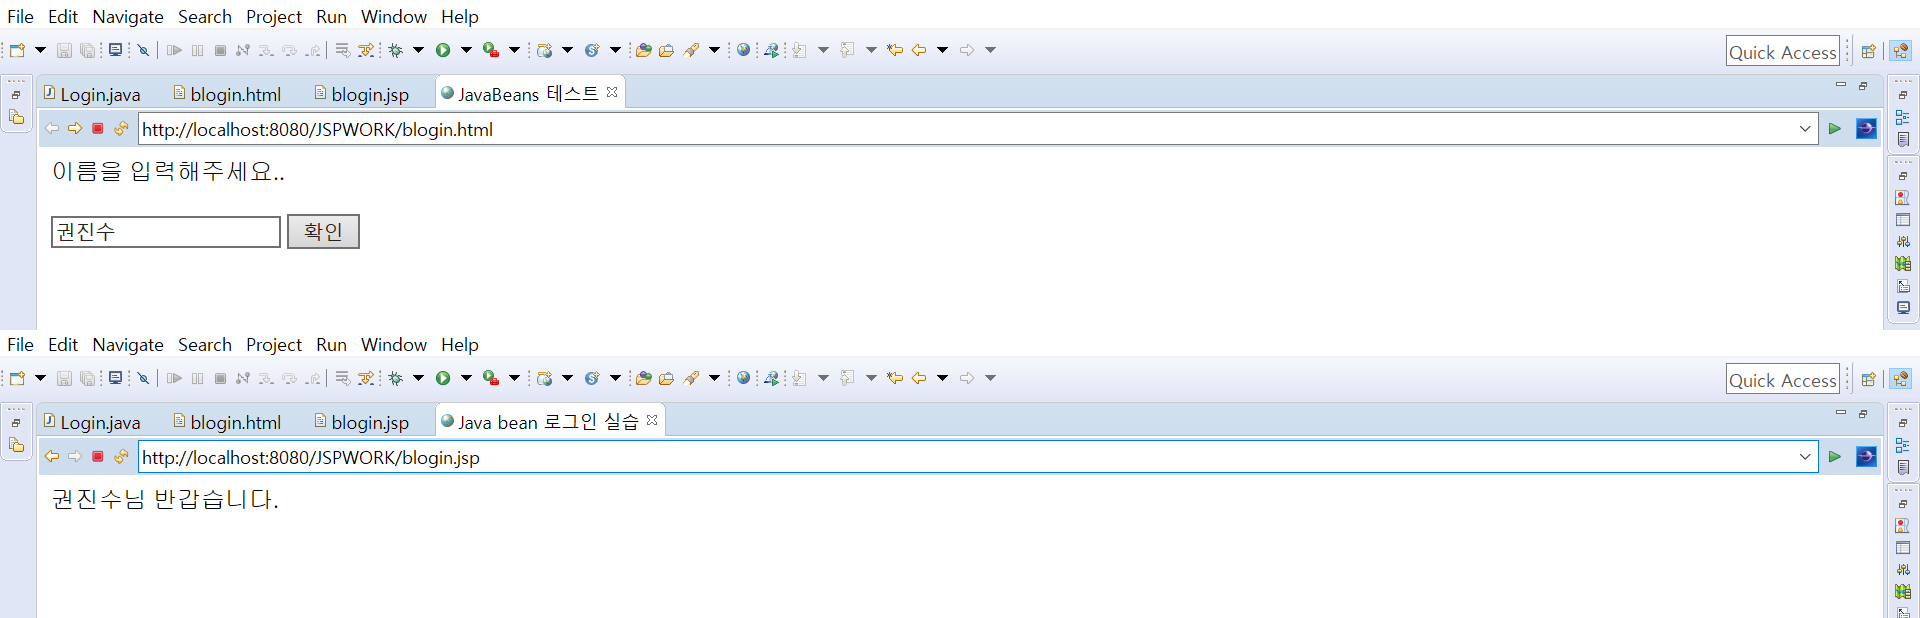 File Edit Navigate Search Project Run Window Help
Quick Access
Login.java blogin.html blogin.jsp JavaBeans 테스트
http://localhost:8080/JSPWORK/blogin.html
이름을 입력해주세요..
권진수 확인
File Edit Navigate Search Project Run Window Help
Quick Access
Login.java blogin.html blogin.jsp Java bean 로그인 실습
http://localhost:8080/JSPWORK/blogin.jsp
권진수님 반갑습니다.